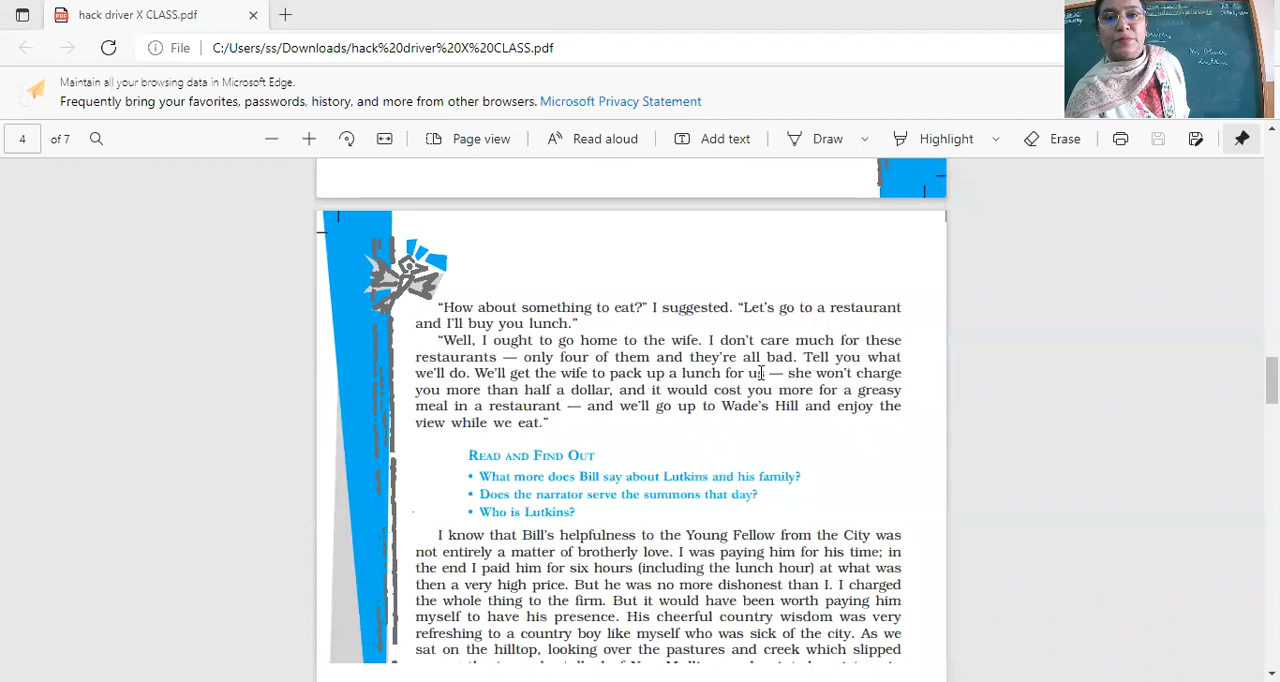 hack driver X CLASS.pdf
File
C:/Users/ss/Downloads/hack%20driver%20X%20CLASS.pdf
Maintain all your browsing data in Microsoft Edge.
Frequently bring your favorites, passwords, history, and more from other browsers. Microsoft Privacy Statement
4 of 7
Page view
Read aloud
Add text
Draw
Highlight
Erase
“How about something to eat?” I suggested. “Let’s go to a restaurant
and I’ll buy you lunch.”
“Well, I ought to go home to the wife. I don’t care much for these
restaurants — only four of them and they’re all bad. Tell you what
we’ll do. We’ll get the wife to pack up a lunch for us — she won’t charge
you more than half a dollar, and it would cost you more for a greasy
meal in a restaurant — and we’ll go up to Wade’s Hill and enjoy the
view while we eat.”
READ AND FIND OUT
• What more does Bill say about Lutkins and his family?
• Does the narrator serve the summons that day?
• Who is Lutkins?
I know that Bill’s helpfulness to the Young Fellow from the City was
not entirely a matter of brotherly love. I was paying him for his time; in
the end I paid him for six hours (including the lunch hour) at what was
then a very high price. But he was no more dishonest than I. I charged
the whole thing to the firm. But it would have been worth paying him
myself to have his presence. His cheerful country wisdom was very
refreshing to a country boy like myself who was sick of the city. As we
sat on the hilltop, looking over the pastures and creek which slipped